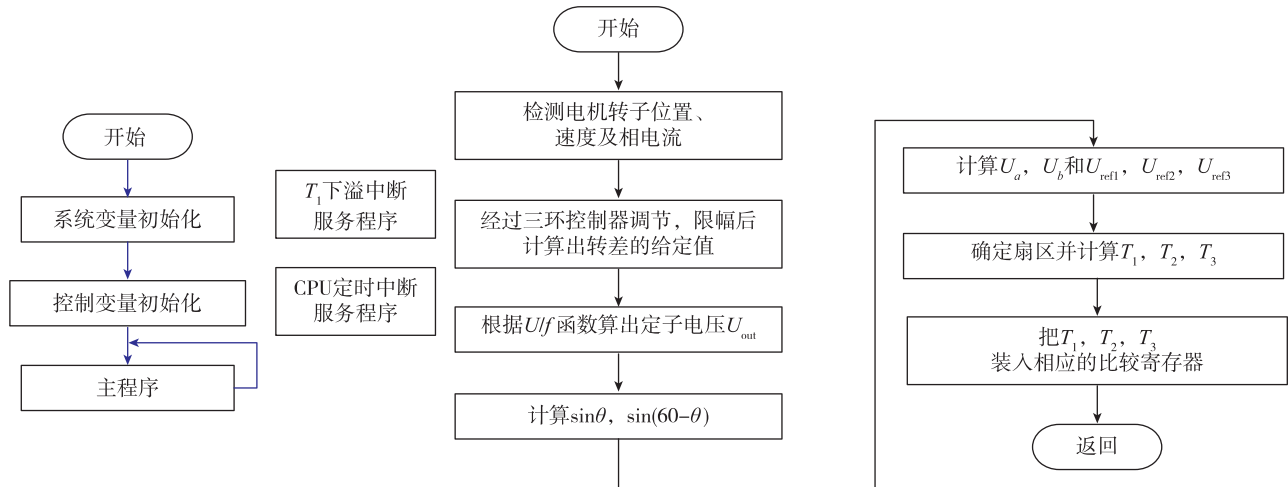 开始
系统变量初始化
控制变量初始化
主程序
T₁下溢中断
服务程序
CPU定时中断
服务程序
开始
检测电机转子位置、
速度及相电流
经过三环控制器调节，限幅后
计算出转差的给定值
根据U/f函数算出定子电压U_out
计算sinθ，sin(60-θ)
计算U_a，U_b和U_ref1，U_ref2，U_ref3
确定扇区并计算T₁，T₂，T₃
把T₁，T₂，T₃
装入相应的比较寄存器
返回